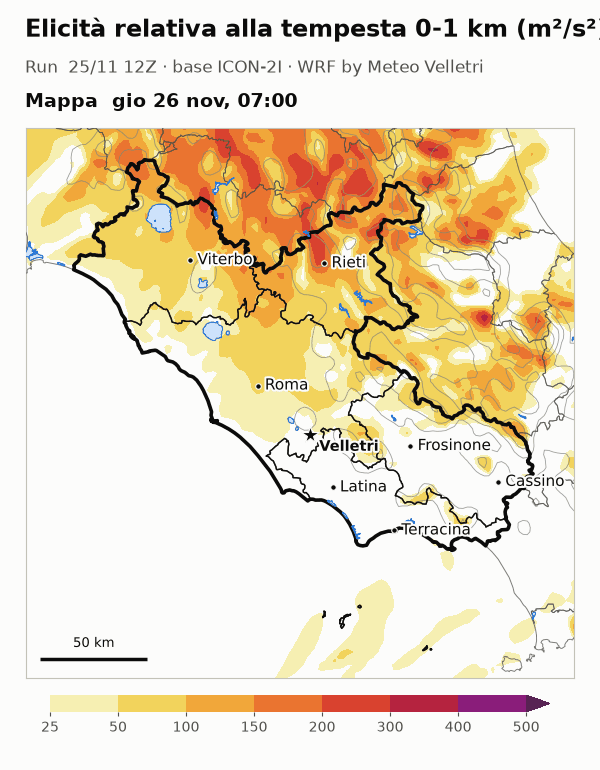 Elicità relativa alla tempesta 0-1 km (m²/s²)
Run  25/11 12Z · base ICON-2I · WRF by Meteo Velletri
Mappa  gio 26 nov, 07:00
Viterbo
Rieti
Roma
Velletri
Frosinone
Cassino
Latina
Terracina
50 km
25 50 100 150 200 300 400 500